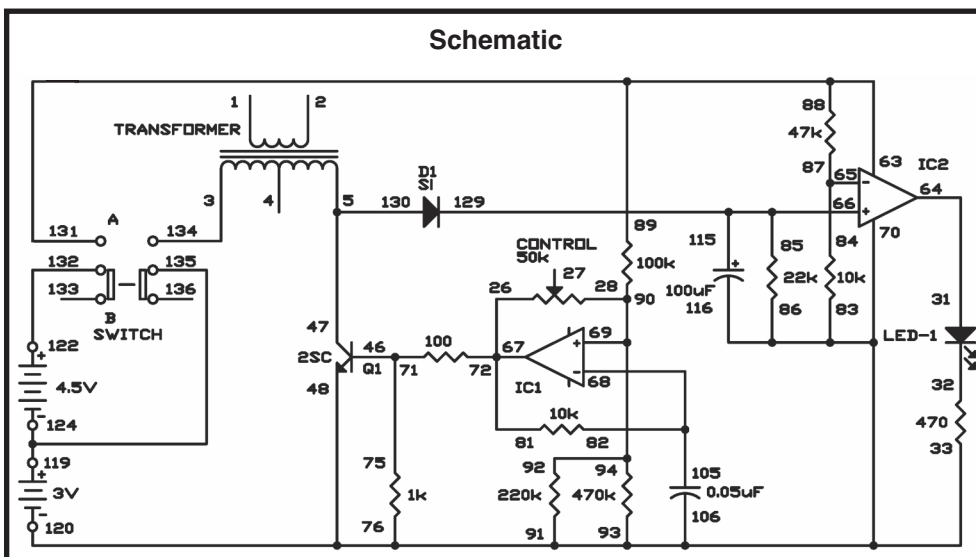 Schematic
1 2
TRANSFORMER
3 4 5
88
47k
87
63 IC2
65
66
64
70
D1
SI
130 129
A
131 134
132 135
133 136
B
SWITCH
89
100k
90
CONTROL
50k
27
26 28
115
100uF
116
85
22k
86
84
10k
83
31
LED-1
32
470
33
47
46
2SC
Q1
48
100
71 72
67
69
68
IC1
122
4.5V
124
119
3V
120
10k
81 82
75
1k
76
92
220k
91
94
470k
93
105
0.05uF
106